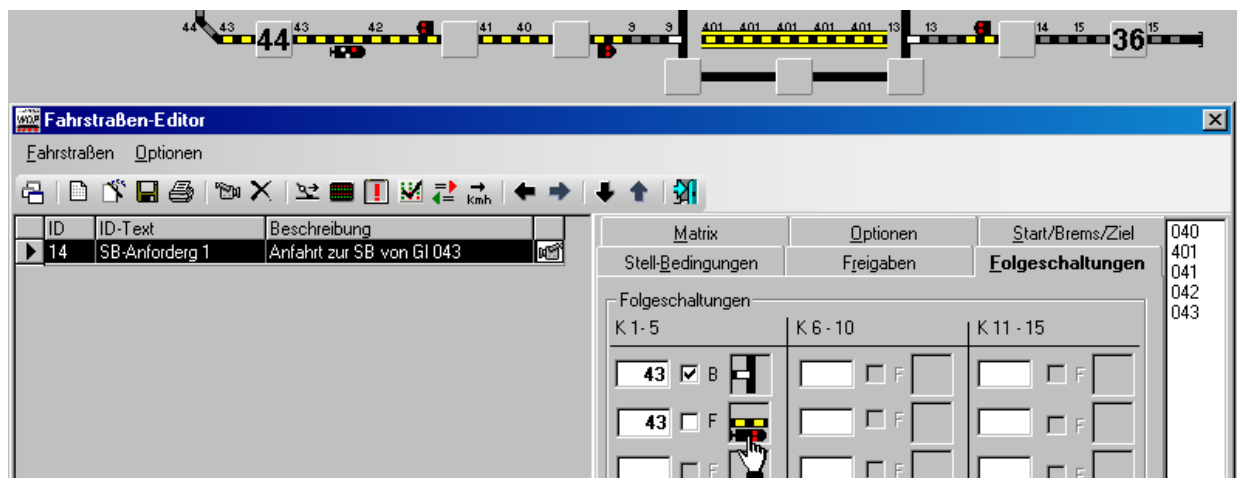 44 43 44 43 42 41 40 9 9 401 401 401 401 401 13 13 14 15 36 15
Fahrstraßen-Editor
Fahrstraßen Optionen
Kmh
ID ID-Text Beschreibung
14 SB-Anforderg 1 Anfahrt zur SB von Gl 043
Matrix Optionen Start/Brems/Ziel
Stell-Bedingungen Freigaben Folgeschaltungen
040
401
041
042
043
Folgeschaltungen
K 1- 5 K 6 - 10 K 11 - 15
43 B F F
43 F F F
F F F